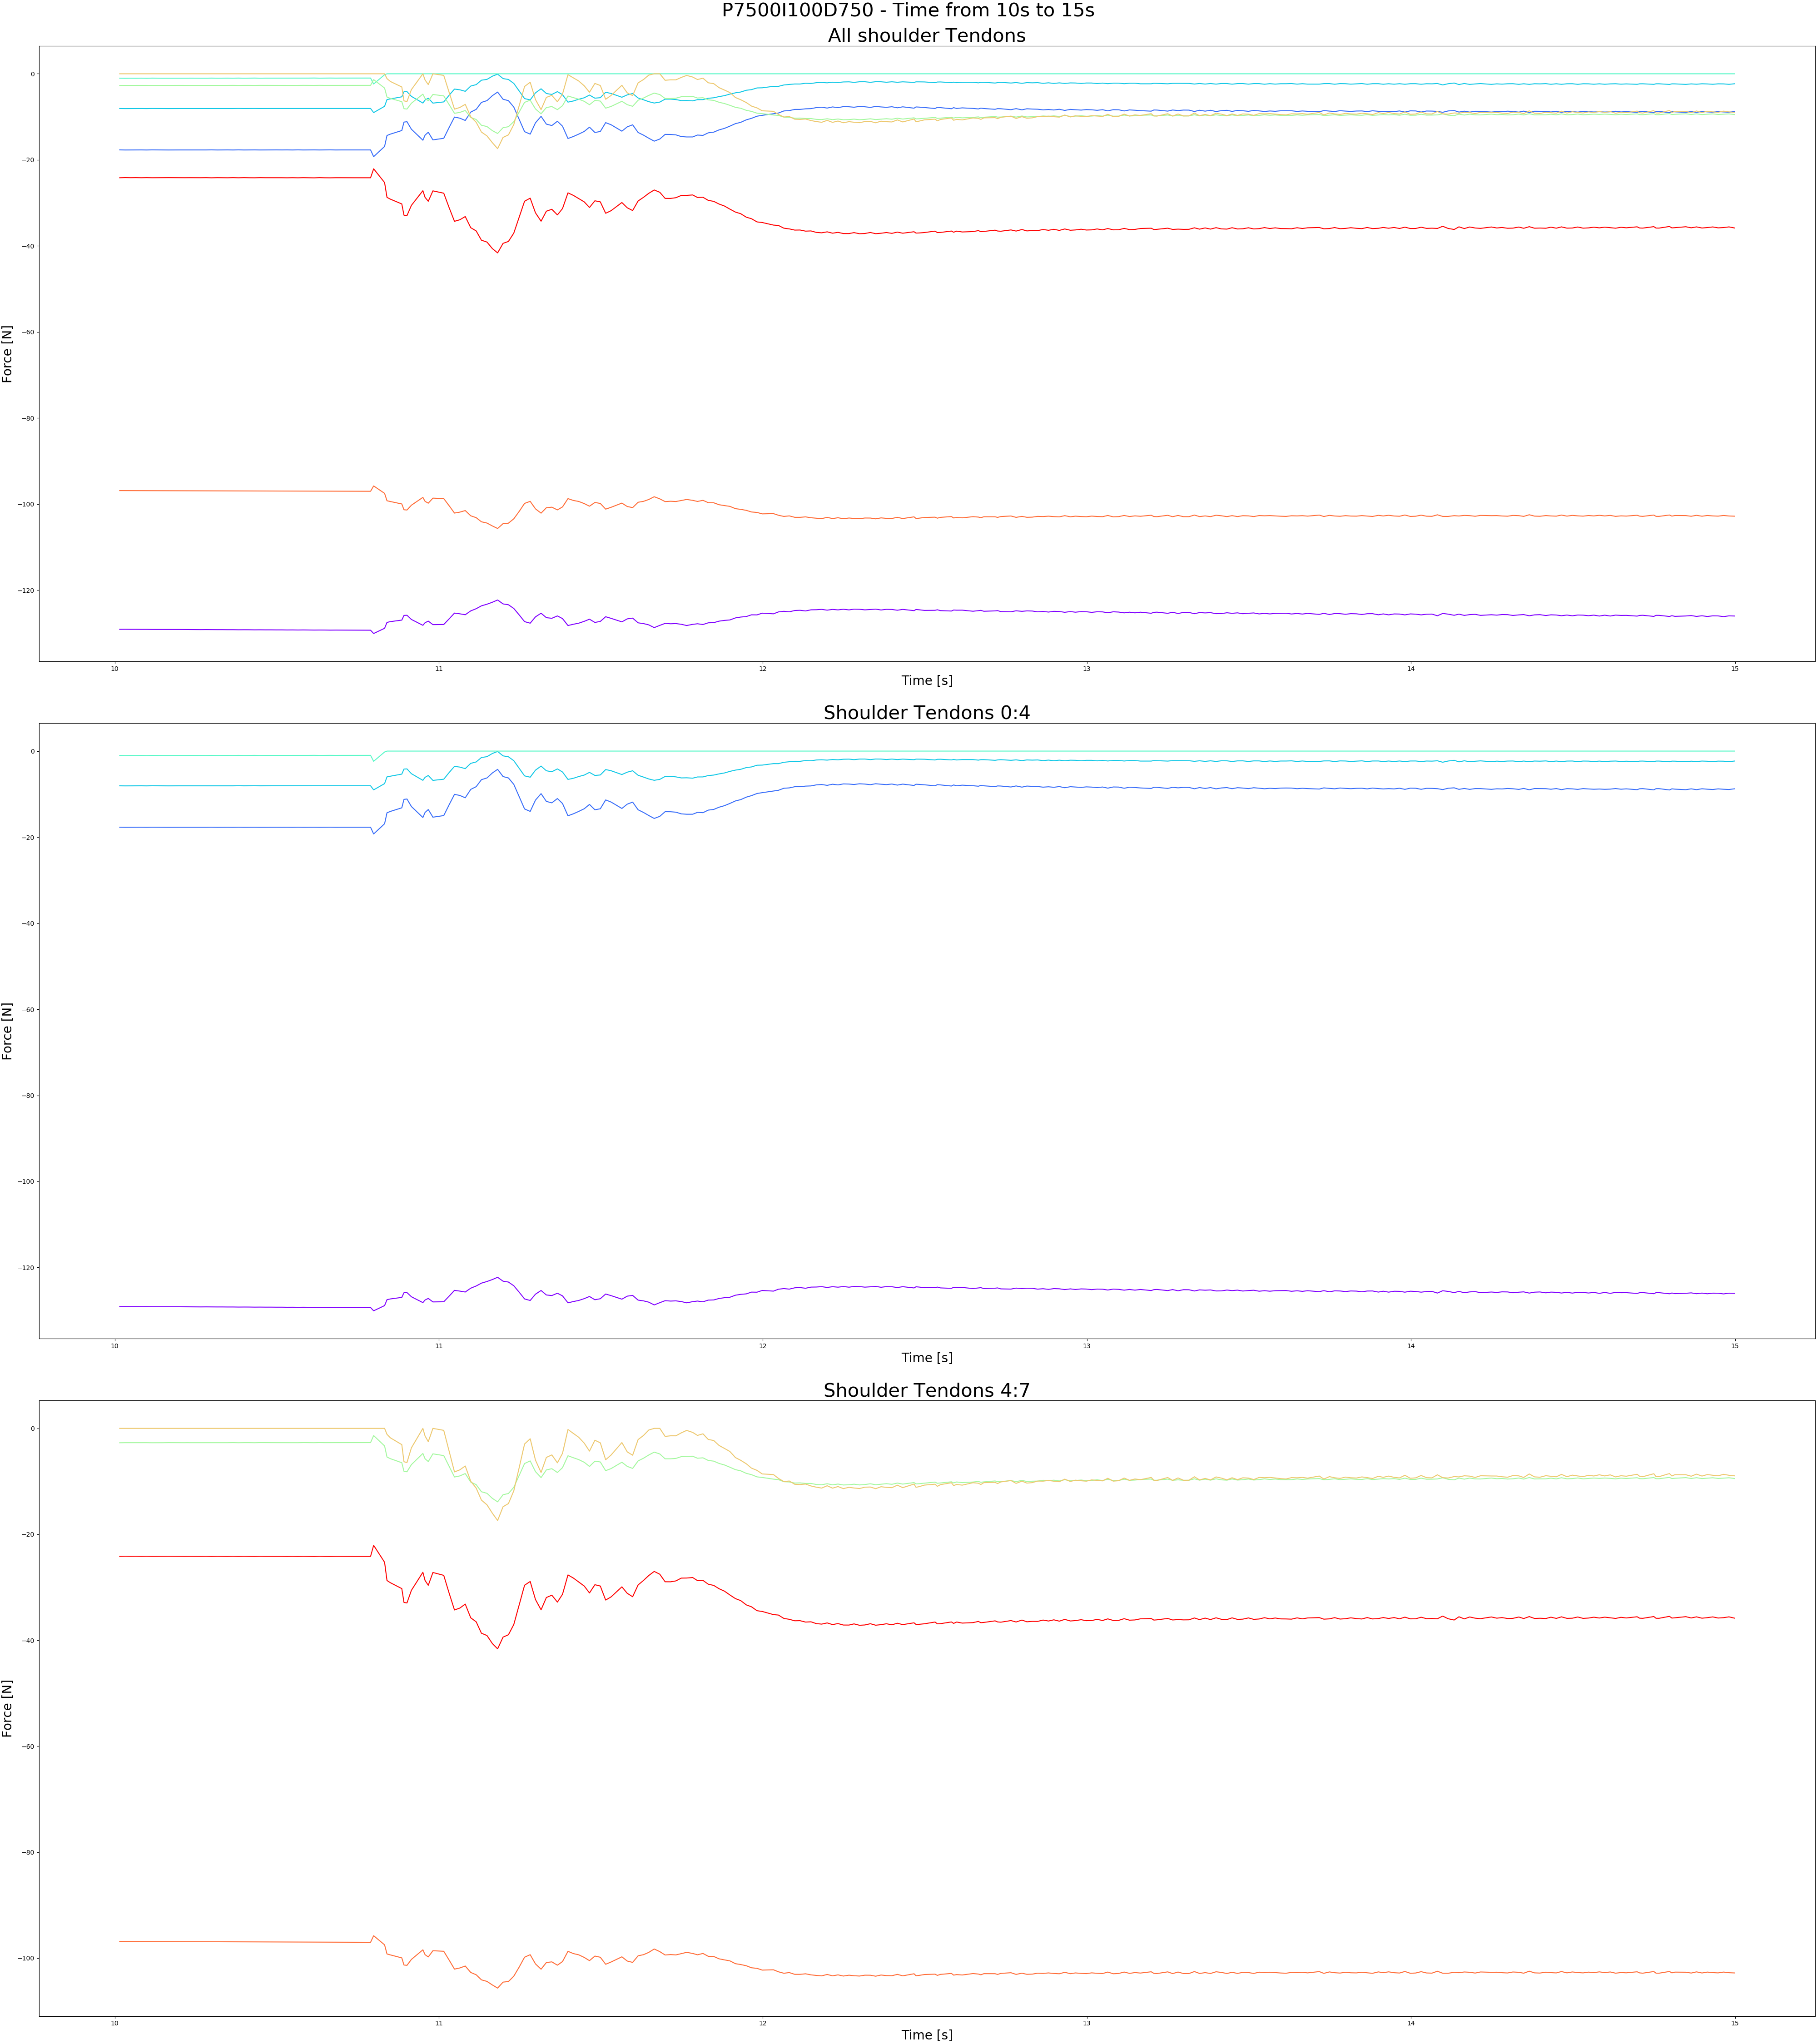 P7500I100D750 - Time from 10s to 15s
All shoulder Tendons
Force [N]
0
−20
−40
−60
−80
−100
−120
10 11 12 13 14 15
Time [s]
Shoulder Tendons 0:4
Force [N]
0
−20
−40
−60
−80
−100
−120
10 11 12 13 14 15
Time [s]
Shoulder Tendons 4:7
Force [N]
0
−20
−40
−60
−80
−100
10 11 12 13 14 15
Time [s]